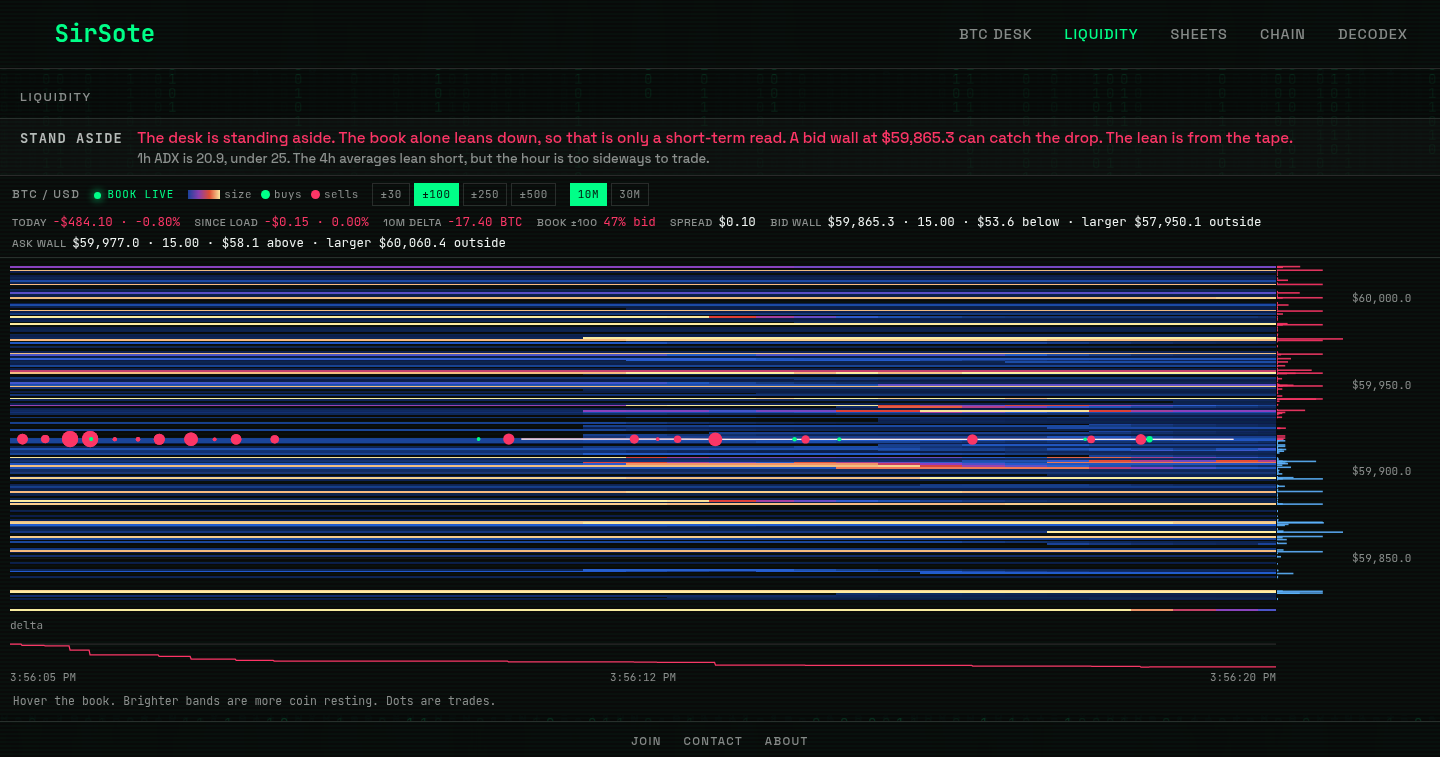 SirSote
BTC DESK LIQUIDITY SHEETS CHAIN DECODEX
LIQUIDITY
STAND ASIDE The desk is standing aside. The book alone leans down, so that is only a short-term read. A bid wall at $59,865.3 can catch the drop. The lean is from the tape.
1h ADX is 20.9, under 25. The 4h averages lean short, but the hour is too sideways to trade.
BTC / USD BOOK LIVE size buys sells ±30 ±100 ±250 ±500 10M 30M
TODAY -$484.10 · -0.80% SINCE LOAD -$0.15 · 0.00% 10M DELTA -17.40 BTC BOOK ±100 47% bid SPREAD $0.10 BID WALL $59,865.3 · 15.00 · $53.6 below · larger $57,950.1 outside
ASK WALL $59,977.0 · 15.00 · $58.1 above · larger $60,060.4 outside
$60,000.0
$59,950.0
$59,900.0
$59,850.0
delta
3:56:05 PM 3:56:12 PM 3:56:20 PM
Hover the book. Brighter bands are more coin resting. Dots are trades.
JOIN CONTACT ABOUT